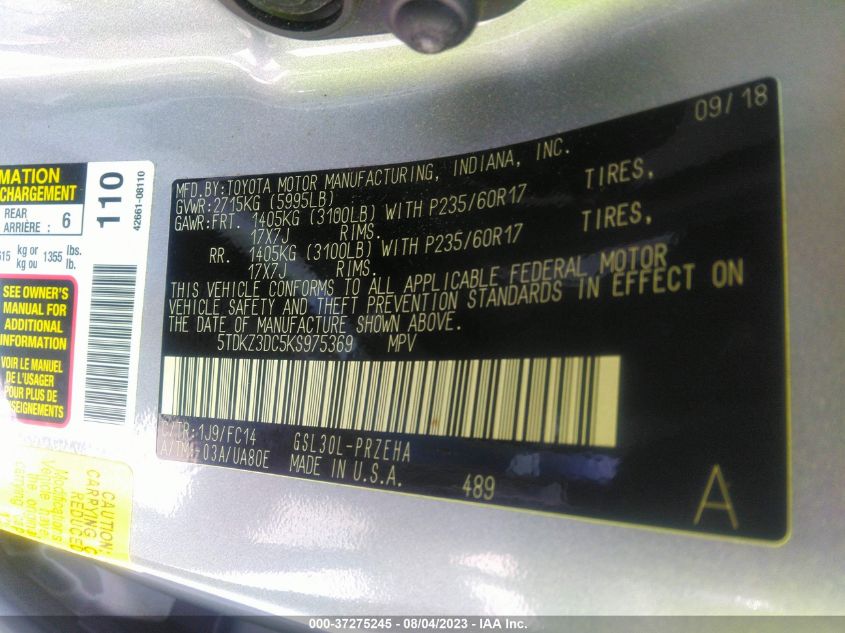 09/18
MFD.BY:TOYOTA MOTOR MANUFACTURING, INDIANA, INC.
GVWR:2715KG (5995LB)
GAWR:FRT. 1405KG (3100LB) WITH P235/60R17 TIRES,
17X7J RIMS.
RR. 1405KG (3100LB) WITH P235/60R17 TIRES,
17X7J RIMS.
THIS VEHICLE CONFORMS TO ALL APPLICABLE FEDERAL MOTOR
VEHICLE SAFETY AND THEFT PREVENTION STANDARDS IN EFFECT ON
THE DATE OF MANUFACTURE SHOWN ABOVE.
5TDKZ3DC5KS975369 MPV
C/TR:1J9/FC14 GSL30L-PRZEHA
03A/UA80E MADE IN U.S.A.
489
A
MATION
CHARGEMENT
REAR
ARRIÈRE : 6
kg or 1355 lbs.
kg ou lb.
110
42661-08110
SEE OWNER'S
MANUAL FOR
ADDITIONAL
INFORMATION
VOIR LE MANUEL
DE L'USAGER
POUR PLUS DE
CARRYING
REDUCED
000-37275245 - 08/04/2023 - IAA Inc.